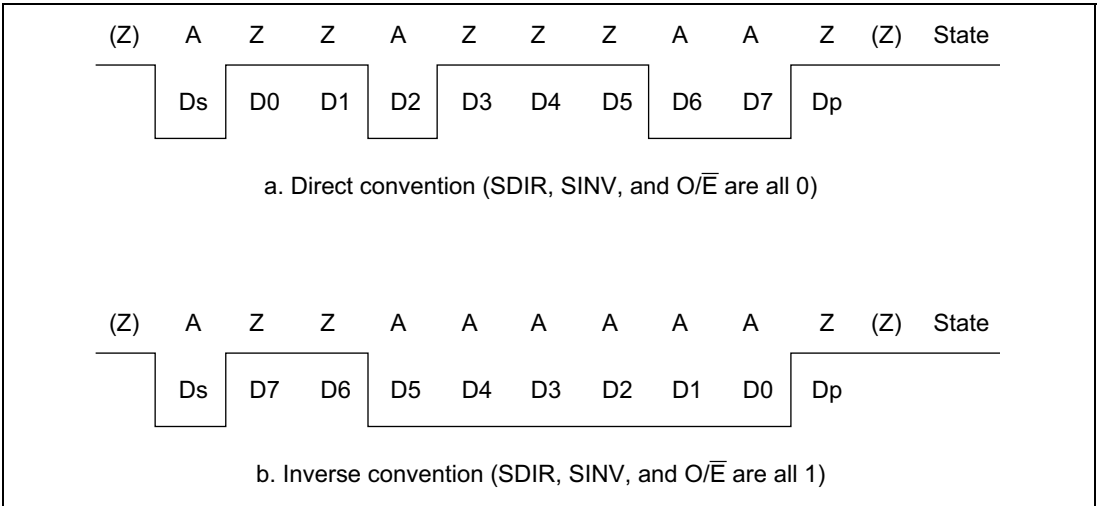 (Z) A Z Z A Z Z Z A A Z (Z) State
Ds D0 D1 D2 D3 D4 D5 D6 D7 Dp
a. Direct convention (SDIR, SINV, and O/E̅ are all 0)
(Z) A Z Z A A A A A A Z (Z) State
Ds D7 D6 D5 D4 D3 D2 D1 D0 Dp
b. Inverse convention (SDIR, SINV, and O/E̅ are all 1)